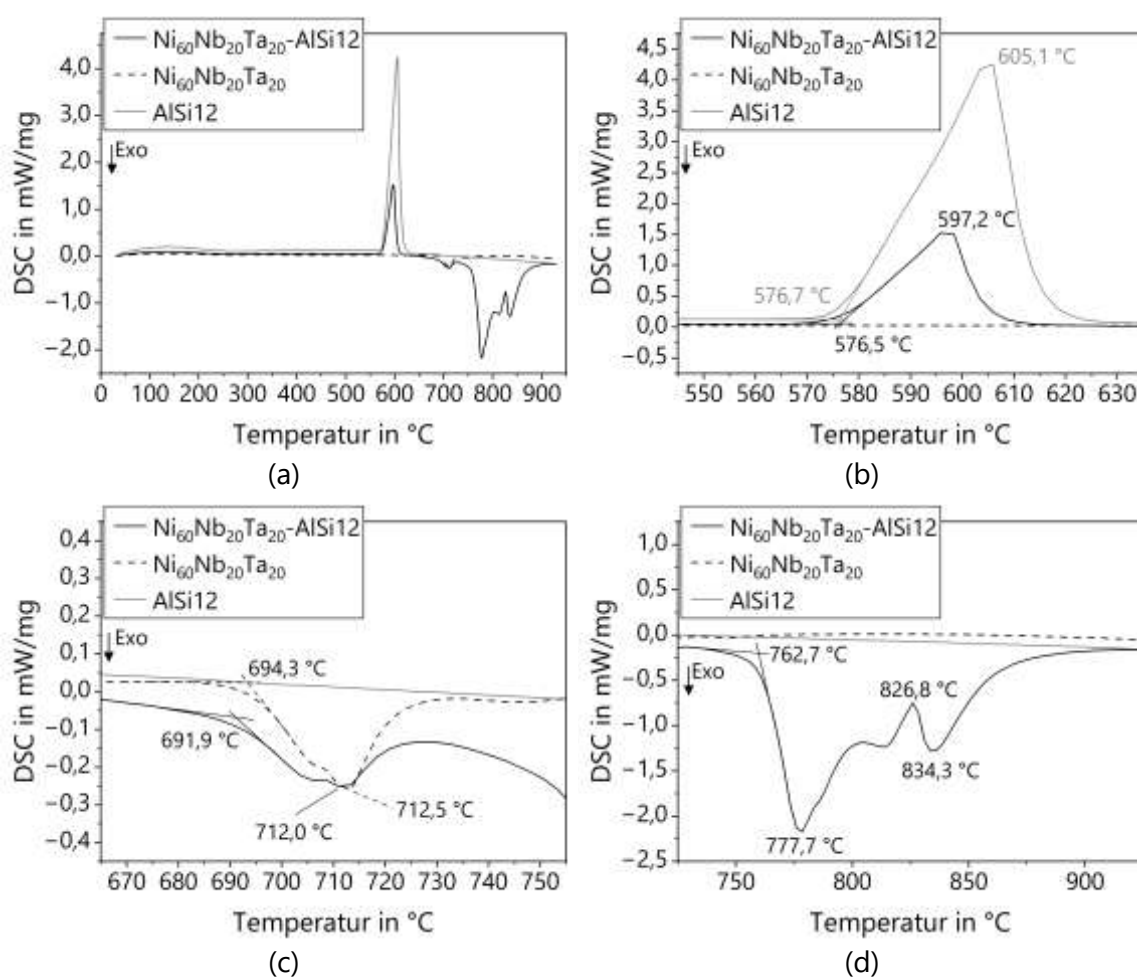 Ni₆₀Nb₂₀Ta₂₀-AlSi12
Ni₆₀Nb₂₀Ta₂₀
AlSi12
Exo
DSC in mW/mg
4,0
3,0
2,0
1,0
0,0
−1,0
−2,0
0 100 200 300 400 500 600 700 800 900
Temperatur in °C
(a)
Ni₆₀Nb₂₀Ta₂₀-AlSi12
Ni₆₀Nb₂₀Ta₂₀
AlSi12
Exo
DSC in mW/mg
4,5
4,0
3,5
3,0
2,5
2,0
1,5
1,0
0,5
0,0
−0,5
605,1 °C
597,2 °C
576,7 °C
576,5 °C
550 560 570 580 590 600 610 620 630
Temperatur in °C
(b)
Ni₆₀Nb₂₀Ta₂₀-AlSi12
Ni₆₀Nb₂₀Ta₂₀
AlSi12
Exo
DSC in mW/mg
0,4
0,3
0,2
0,1
0,0
−0,1
−0,2
−0,3
−0,4
694,3 °C
691,9 °C
712,5 °C
712,0 °C
670 680 690 700 710 720 730 740 750
Temperatur in °C
(c)
Ni₆₀Nb₂₀Ta₂₀-AlSi12
Ni₆₀Nb₂₀Ta₂₀
AlSi12
Exo
DSC in mW/mg
1,0
0,5
0,0
−0,5
−1,0
−1,5
−2,0
−2,5
762,7 °C
826,8 °C
834,3 °C
777,7 °C
750 800 850 900
Temperatur in °C
(d)